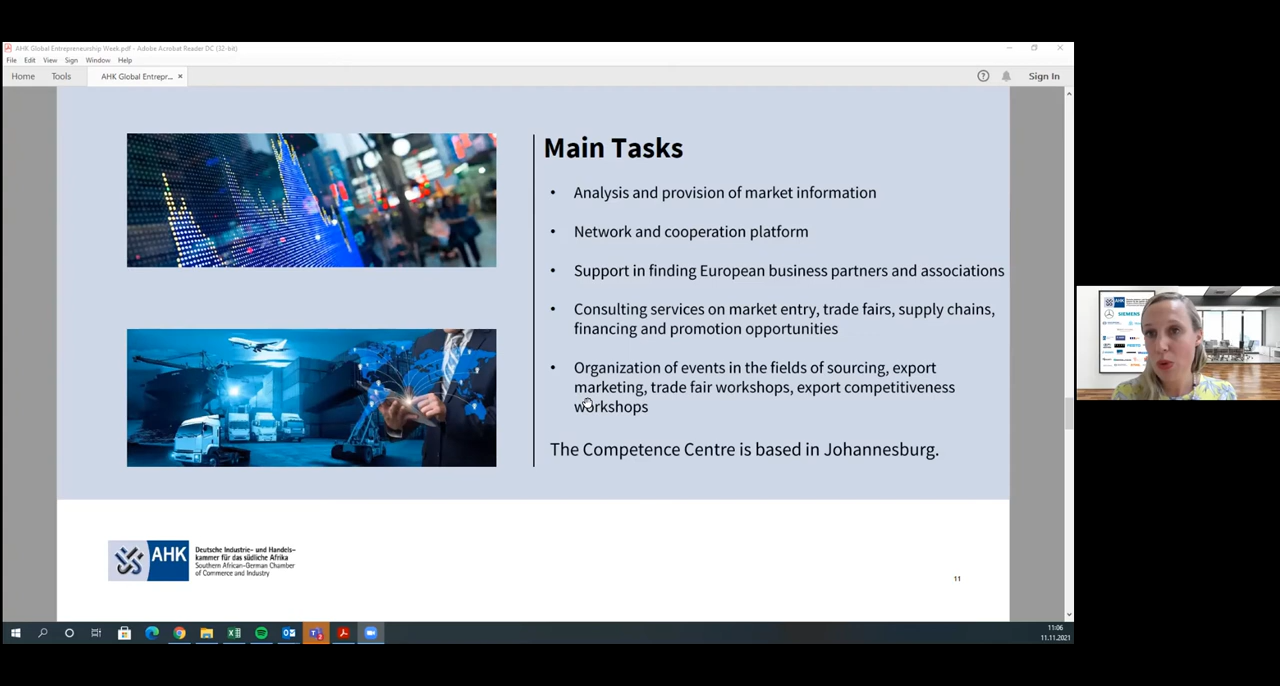 AHK Global Entrepreneurship Week.pdf - Adobe Acrobat Reader DC (32-bit)
File Edit View Sign Window Help
Home Tools AHK Global Entrepr... × Sign In
Main Tasks
• Analysis and provision of market information
• Network and cooperation platform
• Support in finding European business partners and associations
• Consulting services on market entry, trade fairs, supply chains,
financing and promotion opportunities
• Organization of events in the fields of sourcing, export
marketing, trade fair workshops, export competitiveness
workshops
The Competence Centre is based in Johannesburg.
AHK
SIEMENS
AHK
Deutsche Industrie- und Handels-
kammer für das südliche Afrika
Southern African-German Chamber
of Commerce and Industry
11
11:06
11.11.2021